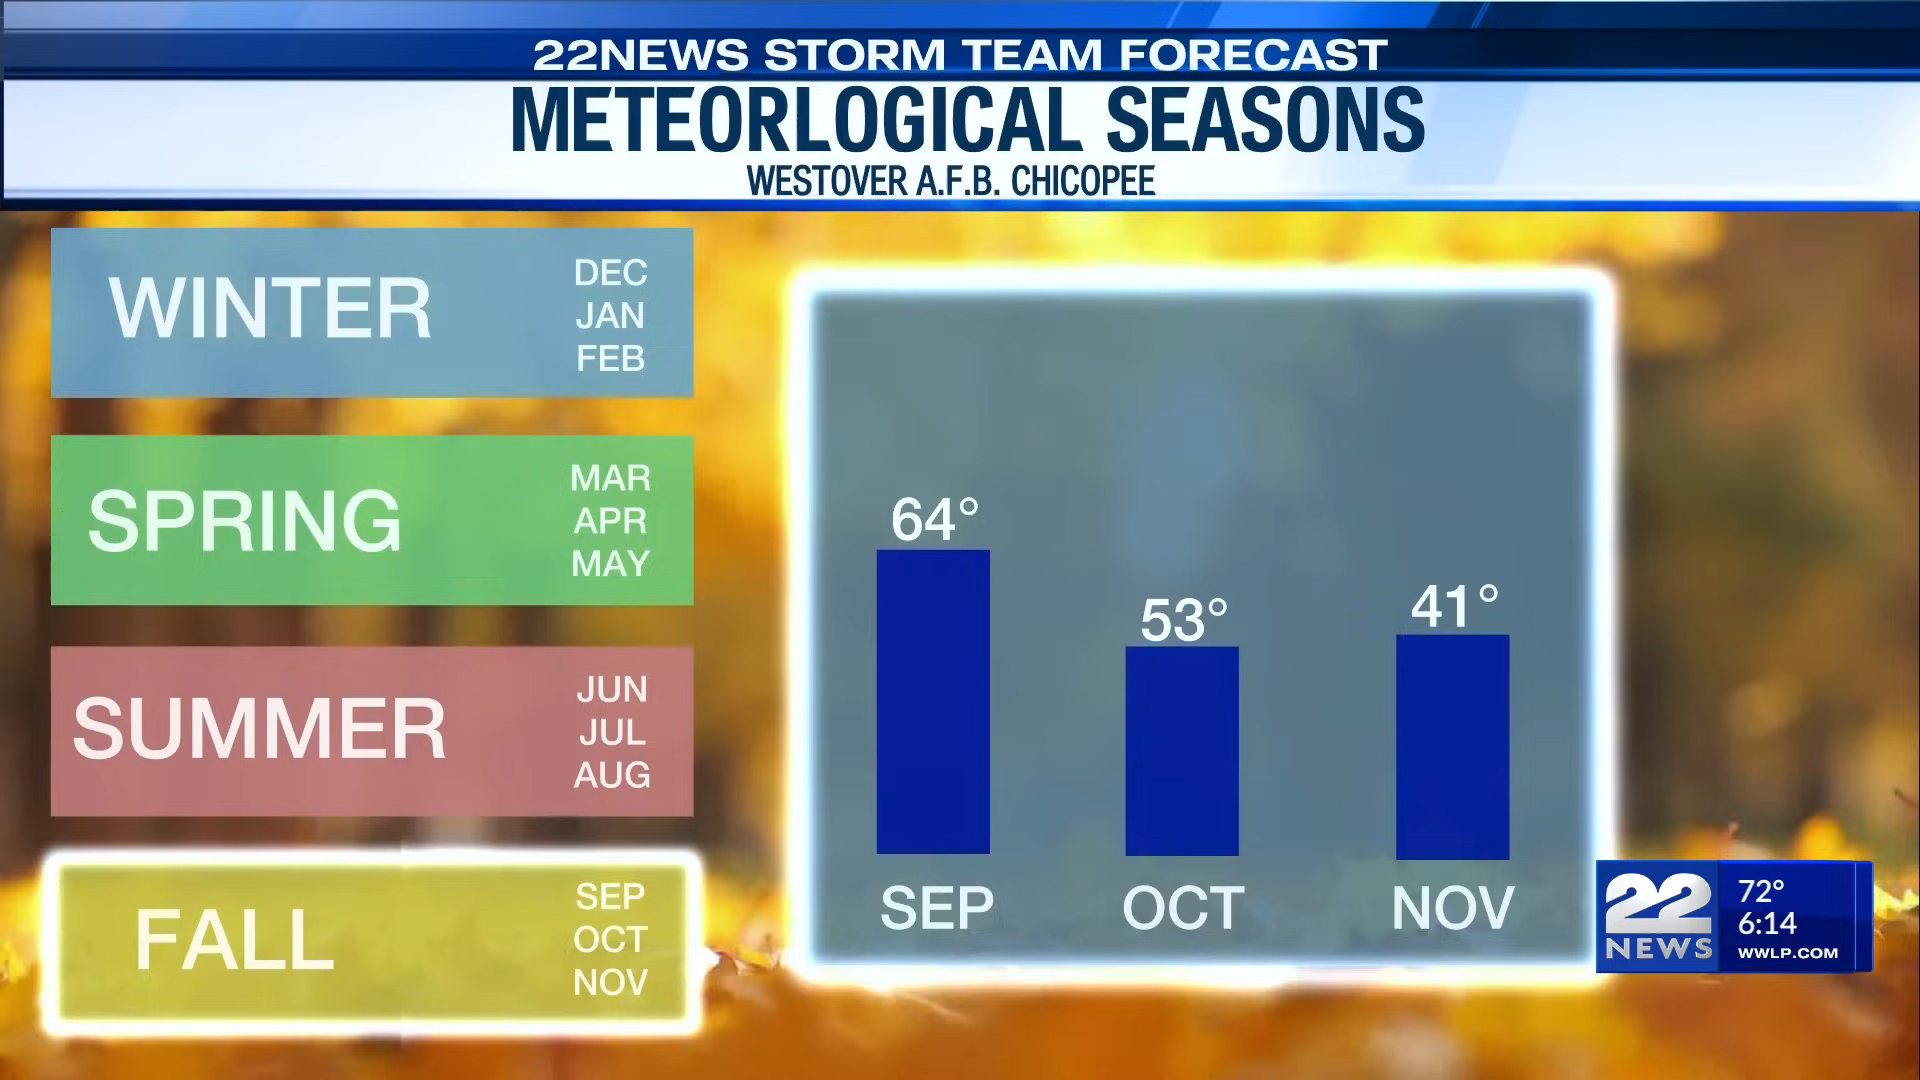 22NEWS STORM TEAM FORECAST
METEORLOGICAL SEASONS
WESTOVER A.F.B. CHICOPEE
WINTER
DEC
JAN
FEB
SPRING
MAR
APR
MAY
SUMMER
JUN
JUL
AUG
FALL
SEP
OCT
NOV
64°
53°
41°
SEP
OCT
NOV
22
NEWS
72°
6:14
WWLP.COM